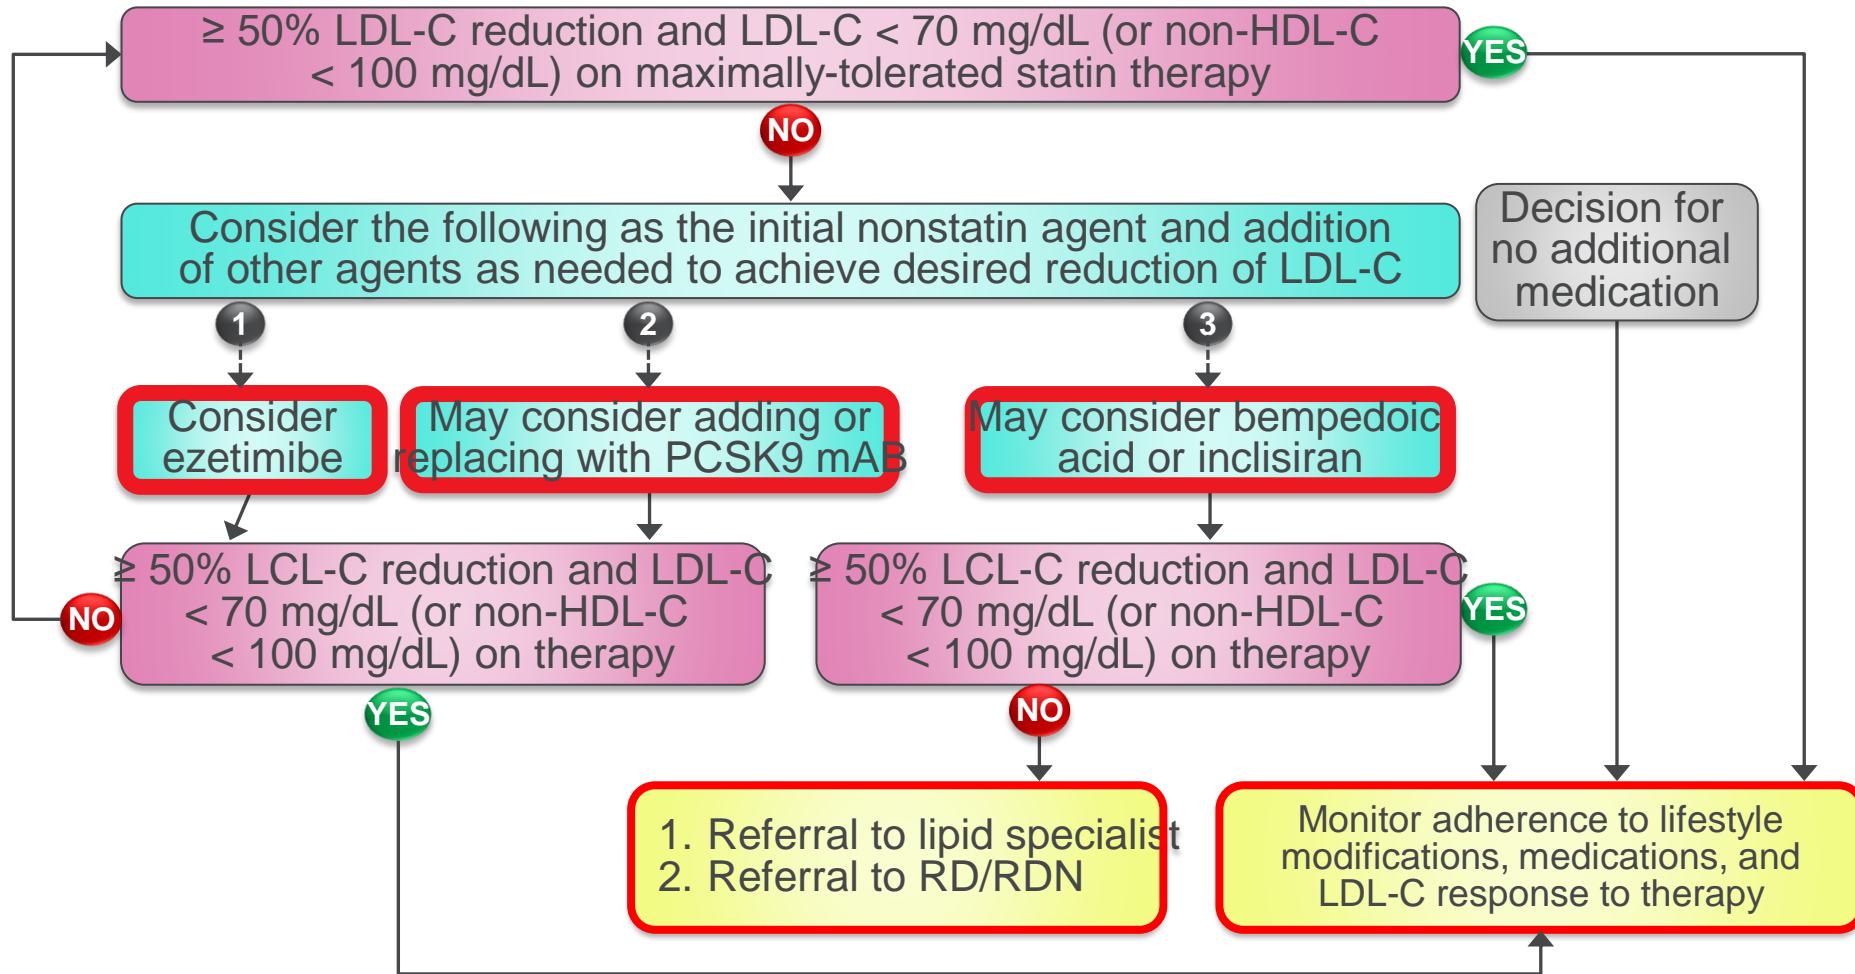 ≥ 50% LDL-C reduction and LDL-C < 70 mg/dL (or non-HDL-C
< 100 mg/dL) on maximally-tolerated statin therapy
YES
NO
Consider the following as the initial nonstatin agent and addition
of other agents as needed to achieve desired reduction of LDL-C
Decision for
no additional
medication
1
2
3
Consider
ezetimibe
May consider adding or
replacing with PCSK9 mAB
May consider bempedoic
acid or inclisiran
≥ 50% LCL-C reduction and LDL-C
< 70 mg/dL (or non-HDL-C
< 100 mg/dL) on therapy
NO
YES
≥ 50% LCL-C reduction and LDL-C
< 70 mg/dL (or non-HDL-C
< 100 mg/dL) on therapy
YES
NO
1. Referral to lipid specialist
2. Referral to RD/RDN
Monitor adherence to lifestyle
modifications, medications, and
LDL-C response to therapy